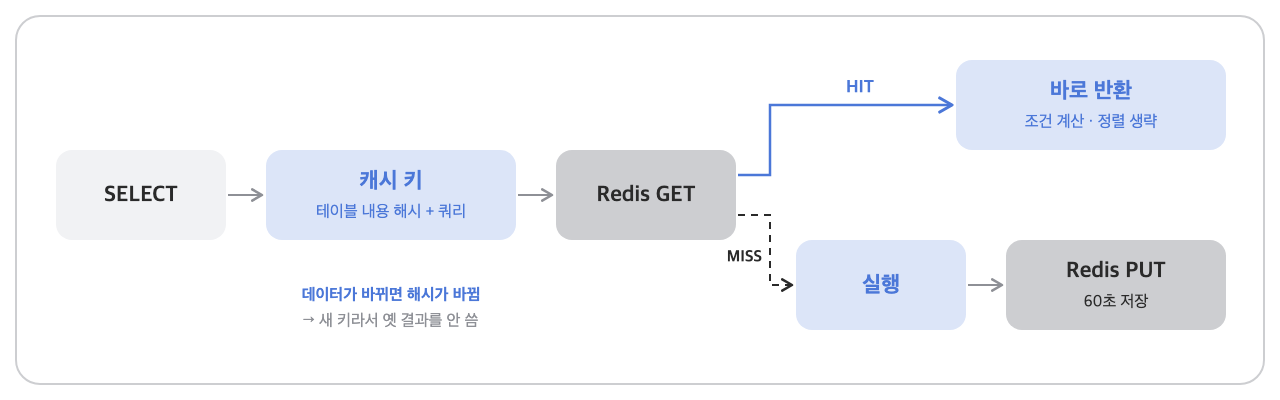 SELECT
캐시 키
테이블 내용 해시 + 쿼리
데이터가 바뀌면 해시가 바뀜
→ 새 키라서 옛 결과를 안 씀
Redis GET
HIT
바로 반환
조건 계산 · 정렬 생략
MISS
실행
Redis PUT
60초 저장